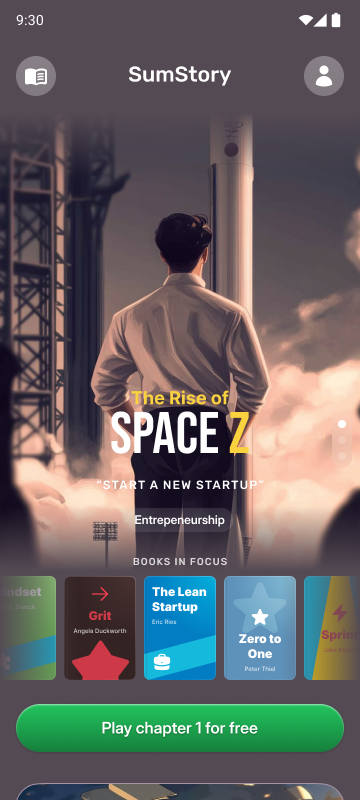 9:30
SumStory
The Rise of
SPACE Z
"START A NEW STARTUP"
Entrepeneurship
BOOKS IN FOCUS
ndset
Dweck
Grit
Angela Duckworth
The Lean
Startup
Eric Ries
Zero to
One
Peter Thiel
Sprin
Play chapter 1 for free